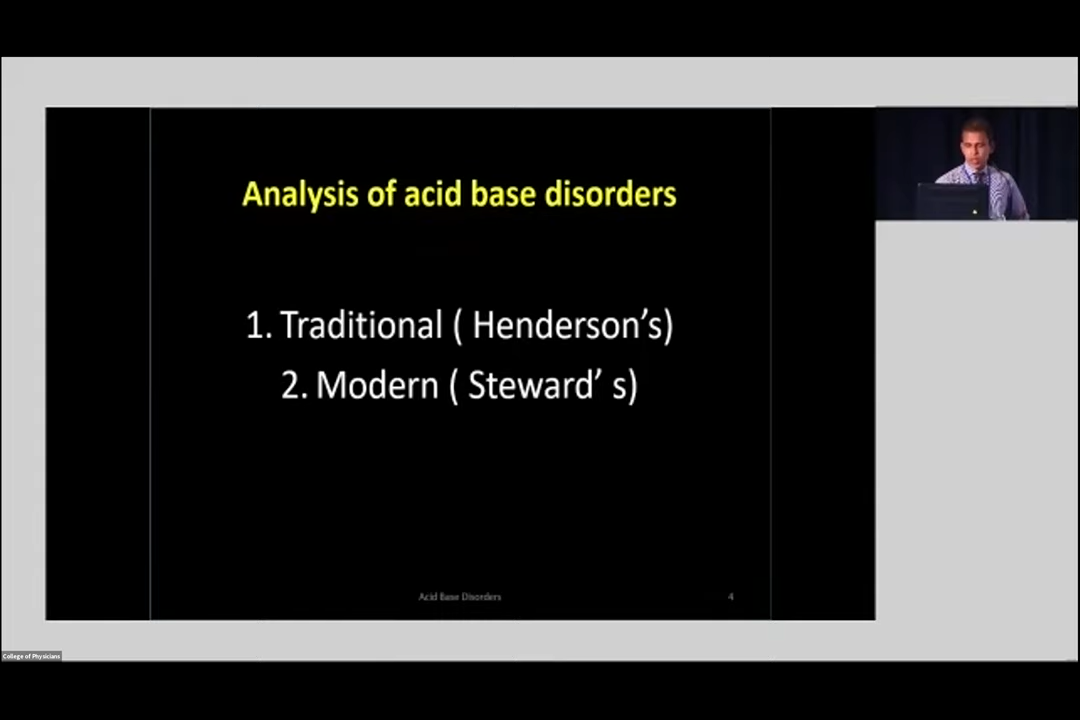 Analysis of acid base disorders
1. Traditional ( Henderson's)
2. Modern ( Steward' s)
Acid Base Disorders
4
College of Physicians